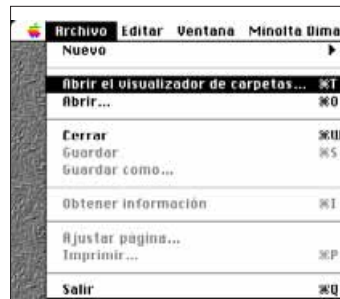 Archivo Editar Ventana Minolta Dima
Nuevo
Abrir el visualizador de carpetas... ⌘T
Abrir... ⌘O
Cerrar ⌘W
Guardar ⌘S
Guardar como...
Obtener información ⌘I
Ajustar página...
Imprimir... ⌘P
Salir ⌘Q